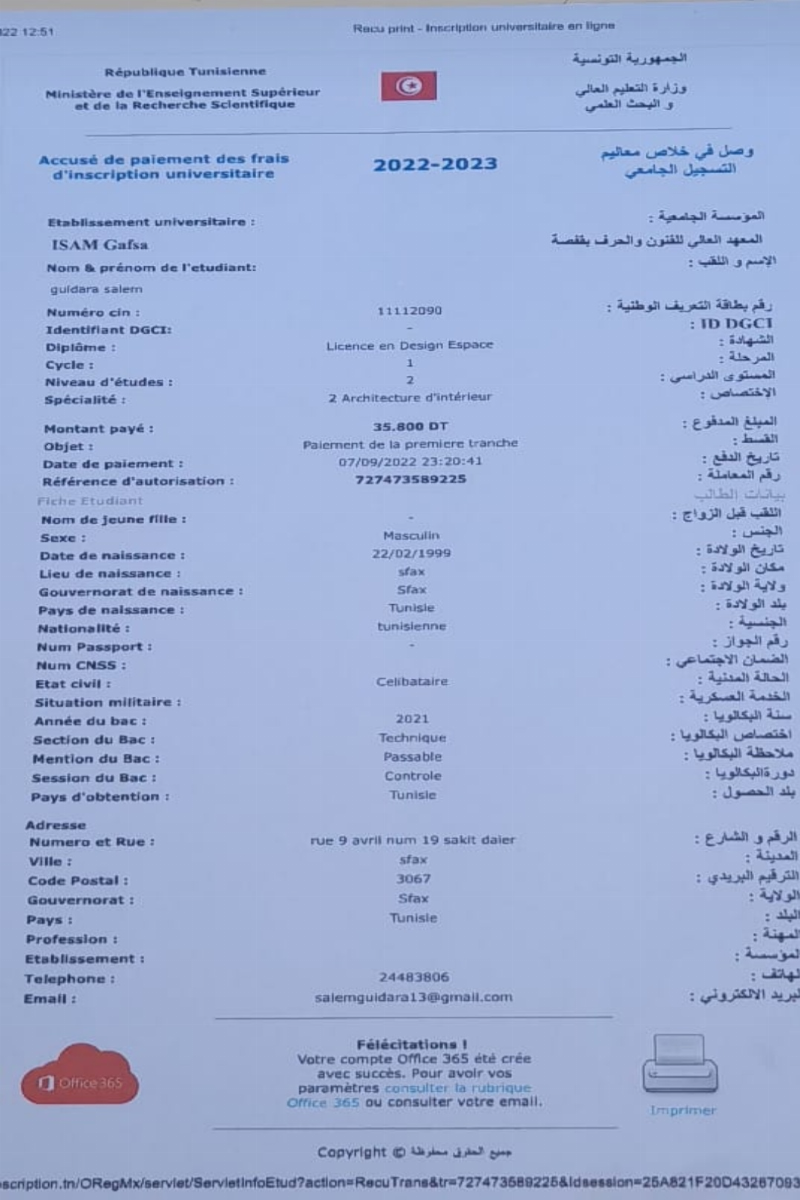 022 12:51
Recu print - Inscription universitaire en ligne
République Tunisienne
الجمهورية التونسية
Ministère de l'Enseignement Supérieur
et de la Recherche Scientifique
وزارة التعليم العالي
و البحث العلمي
Accusé de paiement des frais
d'inscription universitaire
2022-2023
وصل في خلاص معاليم
التسجيل الجامعي
Etablissement universitaire :
المؤسسة الجامعية :
ISAM Gafsa
المعهد العالي للفنون والحرف بقفصة
Nom & prénom de l'etudiant:
الإسم و اللقب :
guidara salem
Numéro cin : 11112090 رقم بطاقة التعريف الوطنية :
Identifiant DGCI: - ID DGCI :
Diplôme : Licence en Design Espace الشهادة :
Cycle : 1 المرحلة :
Niveau d'études : 2 المستوى الدراسي :
Spécialité : 2 Architecture d'intérieur الاختصاص :
Montant payé : 35.800 DT المبلغ المدفوع :
Objet : Paiement de la premiere tranche القسط :
Date de paiement : 07/09/2022 23:20:41 تاريخ الدفع :
Référence d'autorisation : 727473589225 رقم المعاملة :
Fiche Etudiant بيانات الطالب
Nom de jeune fille : - اللقب قبل الزواج :
Sexe : Masculin الجنس :
Date de naissance : 22/02/1999 تاريخ الولادة :
Lieu de naissance : sfax مكان الولادة :
Gouvernorat de naissance : Sfax ولاية الولادة :
Pays de naissance : Tunisie بلد الولادة :
Nationalité : tunisienne الجنسية :
Num Passport : - رقم الجواز :
Num CNSS : الضمان الاجتماعي :
Etat civil : Celibataire الحالة المدنية :
Situation militaire : الخدمة العسكرية :
Année du bac : 2021 سنة البكالويا :
Section du Bac : Technique اختصاص البكالويا :
Mention du Bac : Passable ملاحظة البكالويا :
Session du Bac : Controle دورةالبكالويا :
Pays d'obtention : Tunisie بلد الحصول :
Adresse
Numero et Rue : rue 9 avril num 19 sakit daier الرقم و الشارع :
Ville : sfax المدينة :
Code Postal : 3067 الترقيم البريدي :
Gouvernorat : Sfax الولاية :
Pays : Tunisie البلد :
Profession : المهنة :
Etablissement : لمؤسسة :
Telephone : 24483806 لهاتف :
Email : salemguidara13@gmail.com لبريد الالكتروني :
Office 365
Félécitations !
Votre compte Office 365 été crée
avec succès. Pour avoir vos
paramètres consulter la rubrique
Office 365 ou consulter votre email.
Imprimer
Copyright © جميع الحقوق محفوظة
oscription.tn/ORegMx/servlet/ServletInfoEtud?action=RecuTrans&tr=727473589225&Idsession=25A821F20D43267093